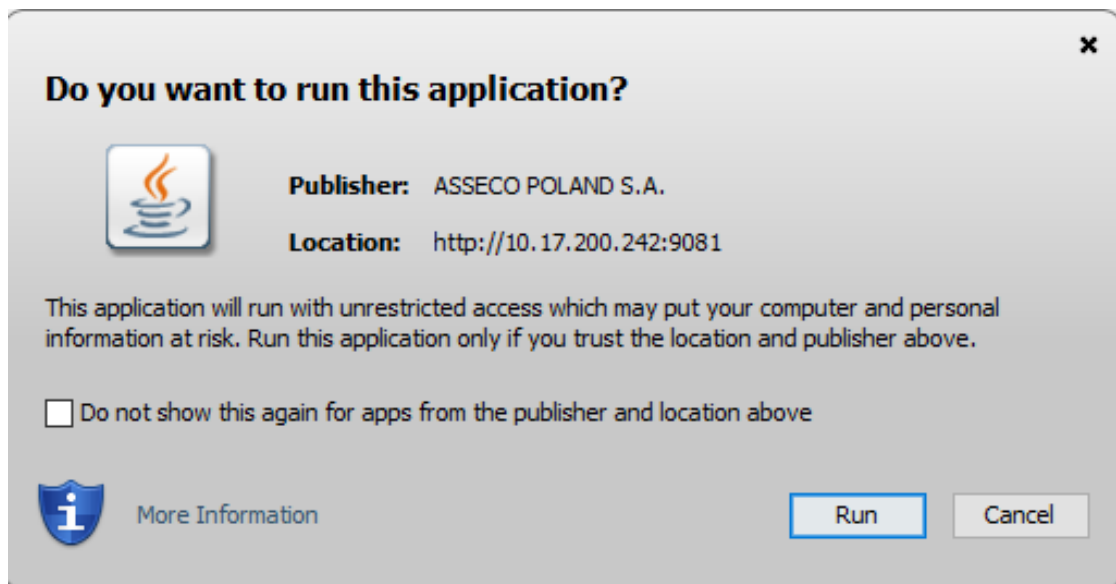 Do you want to run this application?
Publisher: ASSECO POLAND S.A.
Location: http://10.17.200.242:9081
This application will run with unrestricted access which may put your computer and personal
information at risk. Run this application only if you trust the location and publisher above.
Do not show this again for apps from the publisher and location above
More Information
Run
Cancel